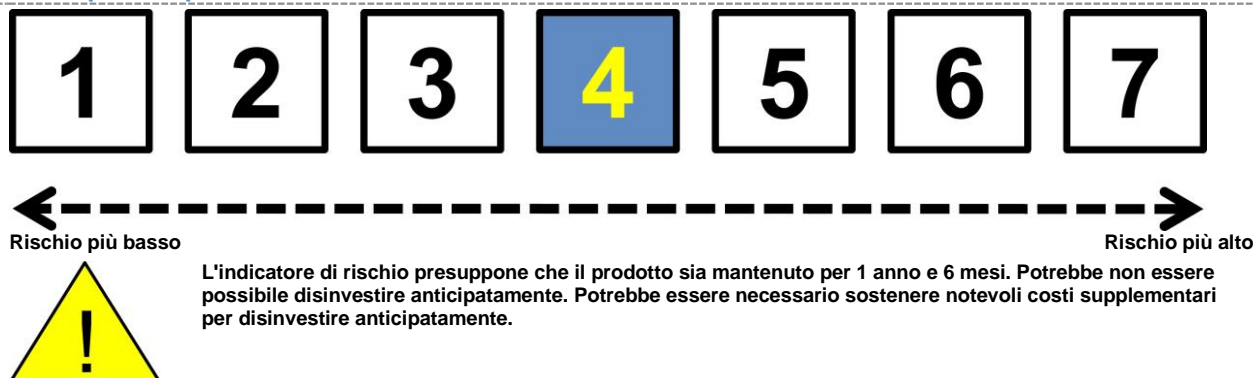 1 2 3 4 5 6 7
Rischio più basso Rischio più alto
L'indicatore di rischio presuppone che il prodotto sia mantenuto per 1 anno e 6 mesi. Potrebbe non essere
possibile disinvestire anticipatamente. Potrebbe essere necessario sostenere notevoli costi supplementari
per disinvestire anticipatamente.
!